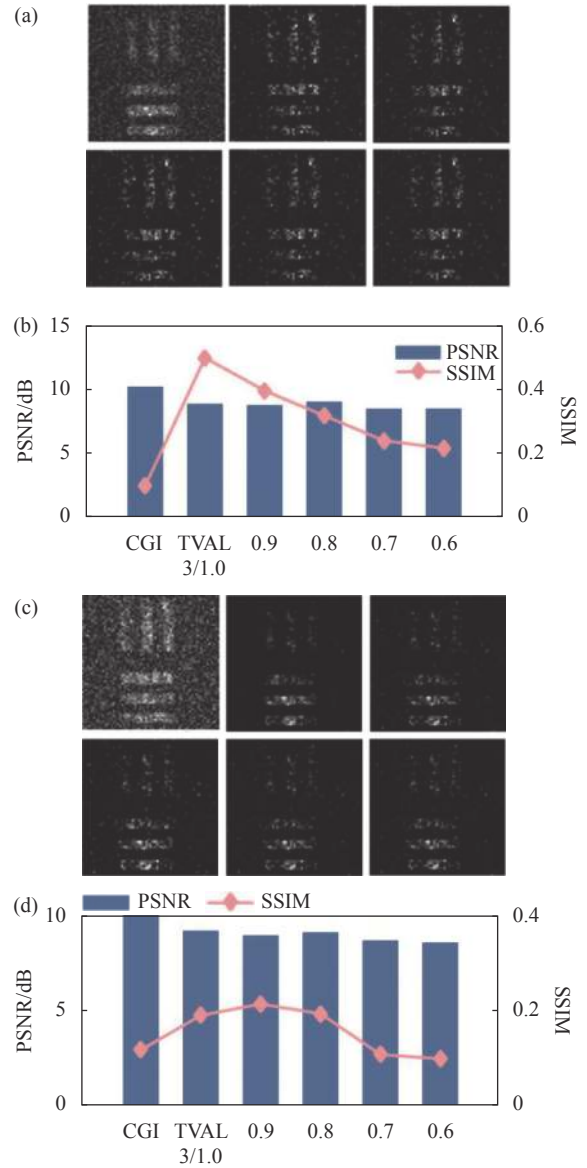 (a)
(b)
15
10
5
0
PSNR/dB
PSNR
SSIM
0.6
0.4
0.2
0
SSIM
CGI TVAL 0.9 0.8 0.7 0.6
3/1.0
(c)
(d)
PSNR SSIM
10
5
0
PSNR/dB
0.4
0.2
0
SSIM
CGI TVAL 0.9 0.8 0.7 0.6
3/1.0